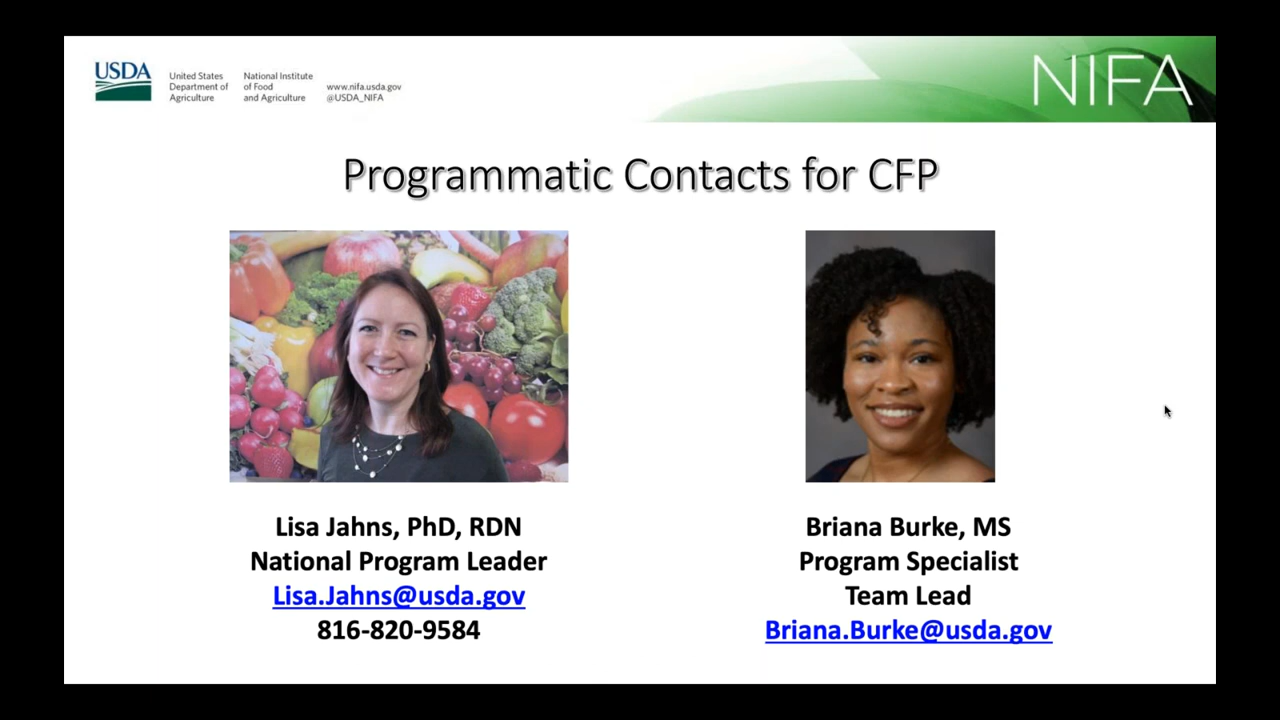 USDA
United States
Department of
Agriculture
National Institute
of Food
and Agriculture
www.nifa.usda.gov
@USDA_NIFA
NIFA
Programmatic Contacts for CFP
Lisa Jahns, PhD, RDN
National Program Leader
Lisa.Jahns@usda.gov
816-820-9584
Briana Burke, MS
Program Specialist
Team Lead
Briana.Burke@usda.gov